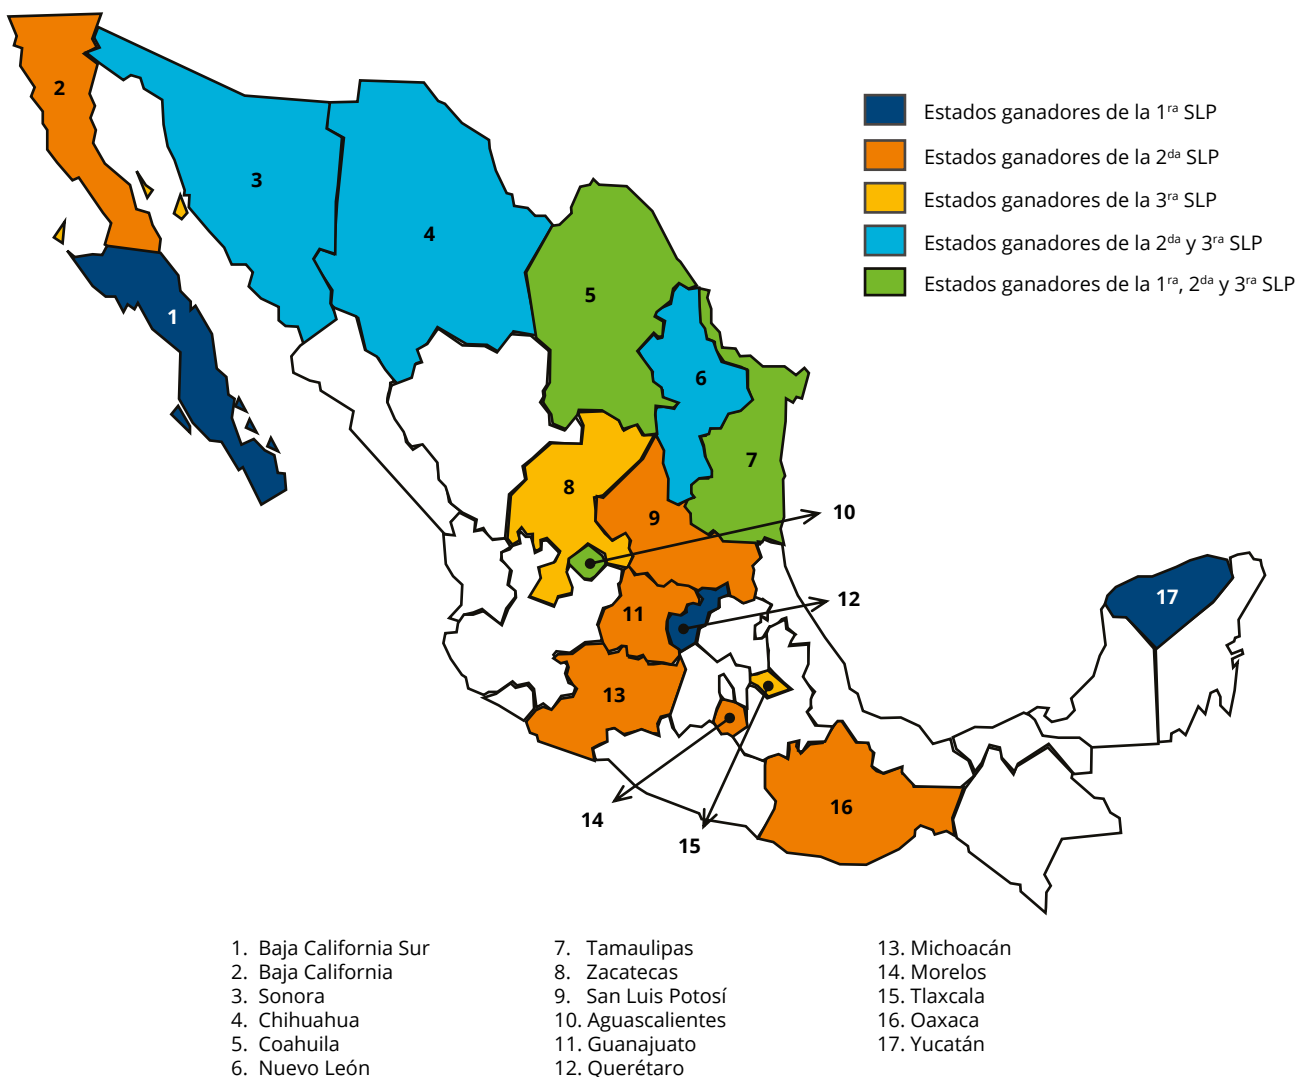 2
3
4
5
1
6
7
8
9
10
11
12
13
14
15
16
17
Estados ganadores de la 1ra SLP
Estados ganadores de la 2da SLP
Estados ganadores de la 3ra SLP
Estados ganadores de la 2da y 3ra SLP
Estados ganadores de la 1ra, 2da y 3ra SLP
1. Baja California Sur
2. Baja California
3. Sonora
4. Chihuahua
5. Coahuila
6. Nuevo León
7. Tamaulipas
8. Zacatecas
9. San Luis Potosí
10. Aguascalientes
11. Guanajuato
12. Querétaro
13. Michoacán
14. Morelos
15. Tlaxcala
16. Oaxaca
17. Yucatán